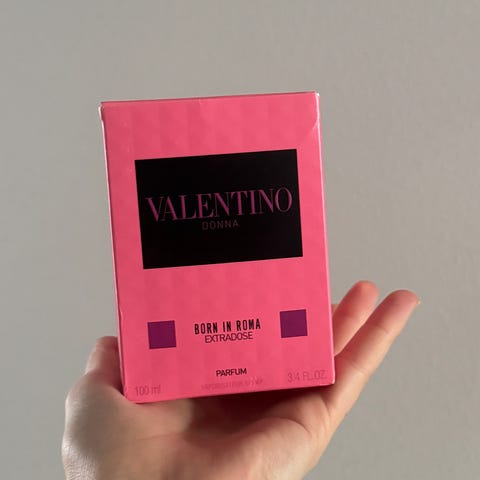 VALENTINO
DONNA
BORN IN ROMA
EXTRADOSE
PARFUM
100 ml
3.4 FL.OZ.